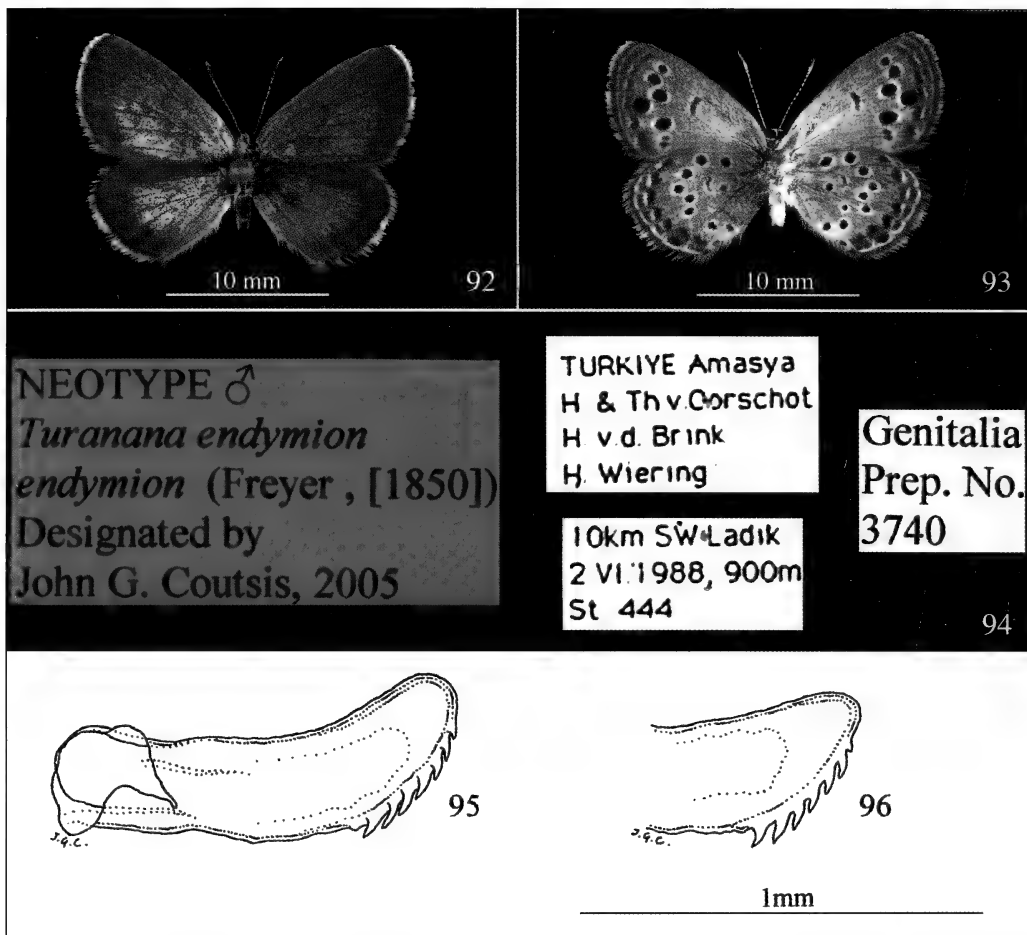 10 mm
92
10 mm
93
NEOTYPE ♂
Turanana endymion
endymion (Freyer , [1850])
Designated by
John G. Coutsis, 2005
TURKIYE Amasya
H & Th v. Oorschot
H v.d. Brink
H. Wiering
10km SW Ladik
2 VI. 1988, 900m
St 444
Genitalia
Prep. No.
3740
94
J.G.C.
95
J.G.C.
96
1mm